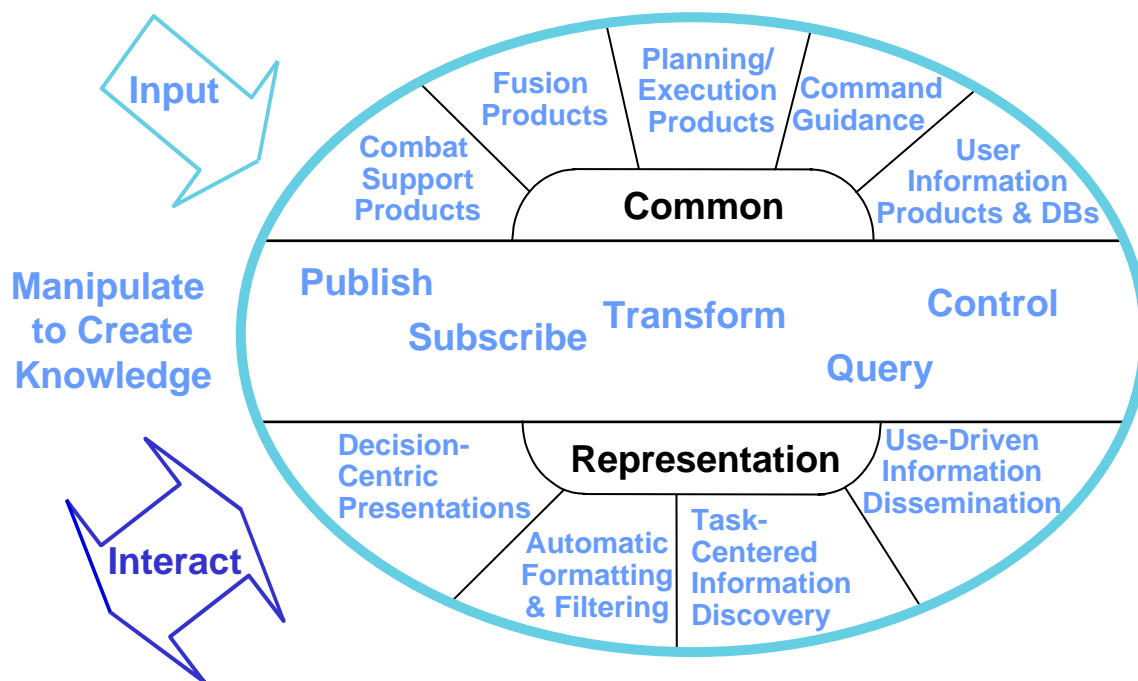 Input
Combat
Support
Products
Fusion
Products
Planning/
Execution
Products
Command
Guidance
User
Information
Products & DBs
Common
Manipulate
to Create
Knowledge
Publish
Subscribe
Transform
Query
Control
Interact
Representation
Decision-
Centric
Presentations
Automatic
Formatting
& Filtering
Task-
Centered
Information
Discovery
Use-Driven
Information
Dissemination